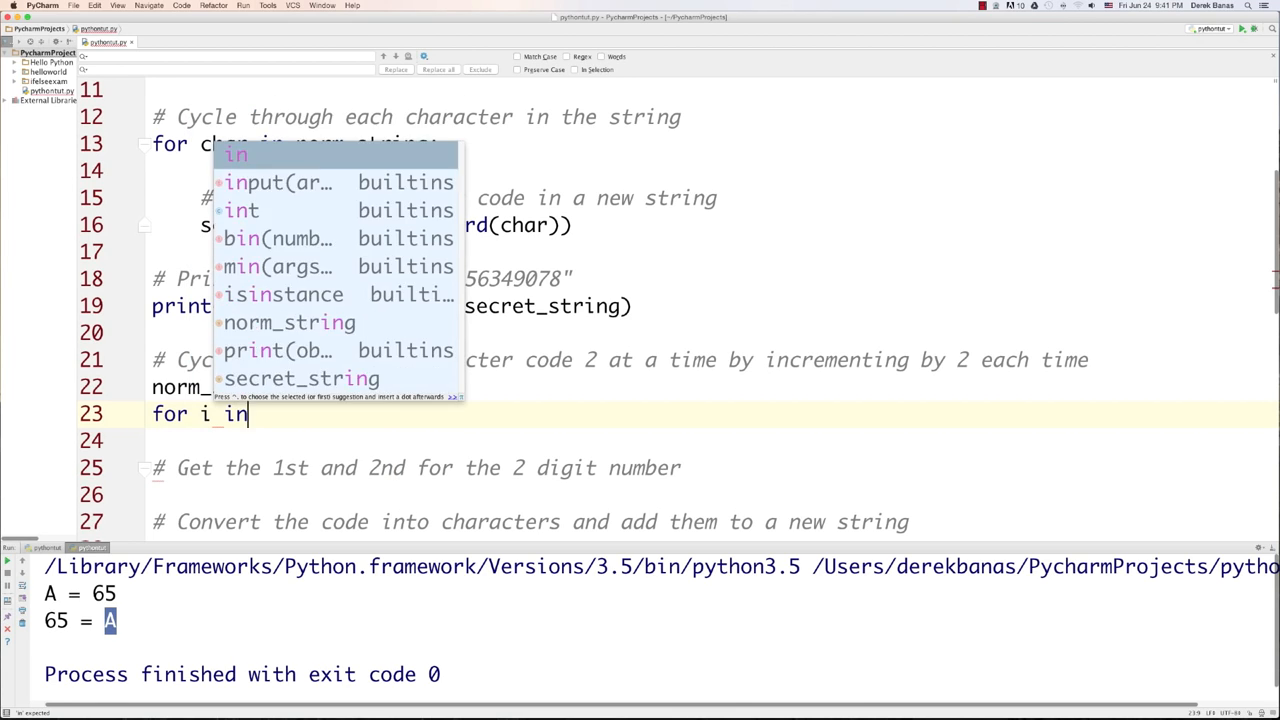 PyCharm File Edit View Navigate Code Refactor Run Tools VCS Window Help Fri Jun 24 9:41 PM Derek Banas
pythontut.py - PyCharmProjects - [~/PycharmProjects]
PycharmProjects pythontut.py pythontut
pythontut.py
Match Case Regex Words
Replace Replace all Exclude Preserve Case In Selection
PycharmProject
Hello Python
helloworld
ifelseexam
pythontut.py
External Librarie
11
12 # Cycle through each character in the string
13 for char in norm_string:
14
15 # code in a new string
16 se rd(char))
17
18 # Pri 56349078"
19 print secret_string)
20
21 # Cyc cter code 2 at a time by incrementing by 2 each time
22 norm_
23 for i in
24
25 # Get the 1st and 2nd for the 2 digit number
26
27 # Convert the code into characters and add them to a new string
in
input(ar… builtins
int builtins
bin(numb… builtins
min(args… builtins
isinstance builti…
norm_string
print(ob… builtins
secret_string
Press ^. to choose the selected (or first) suggestion and insert a dot afterwards >>
Run: pythontut pythontut
/Library/Frameworks/Python.framework/Versions/3.5/bin/python3.5 /Users/derekbanas/PycharmProjects/pytho
A = 65
65 = A
Process finished with exit code 0
'in' expected 23:9 LF÷ UTF-8÷